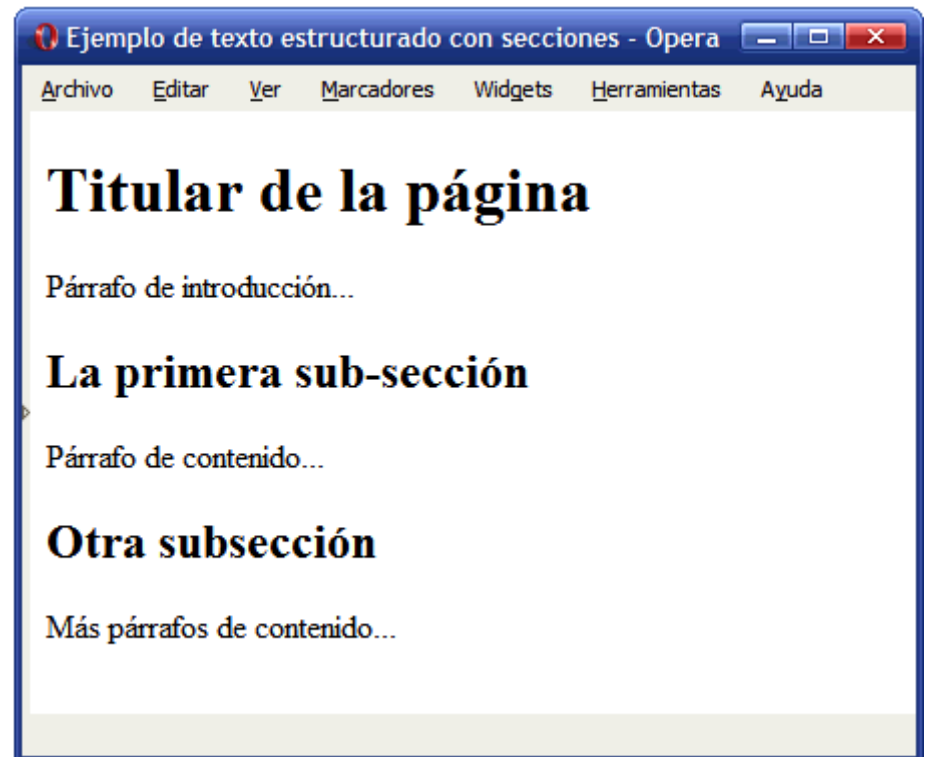 Ejemplo de texto estructurado con secciones - Opera
Archivo Editar Ver Marcadores Widgets Herramientas Ayuda
Titular de la página
Párrafo de introducción...
La primera sub-sección
Párrafo de contenido...
Otra subsección
Más párrafos de contenido...